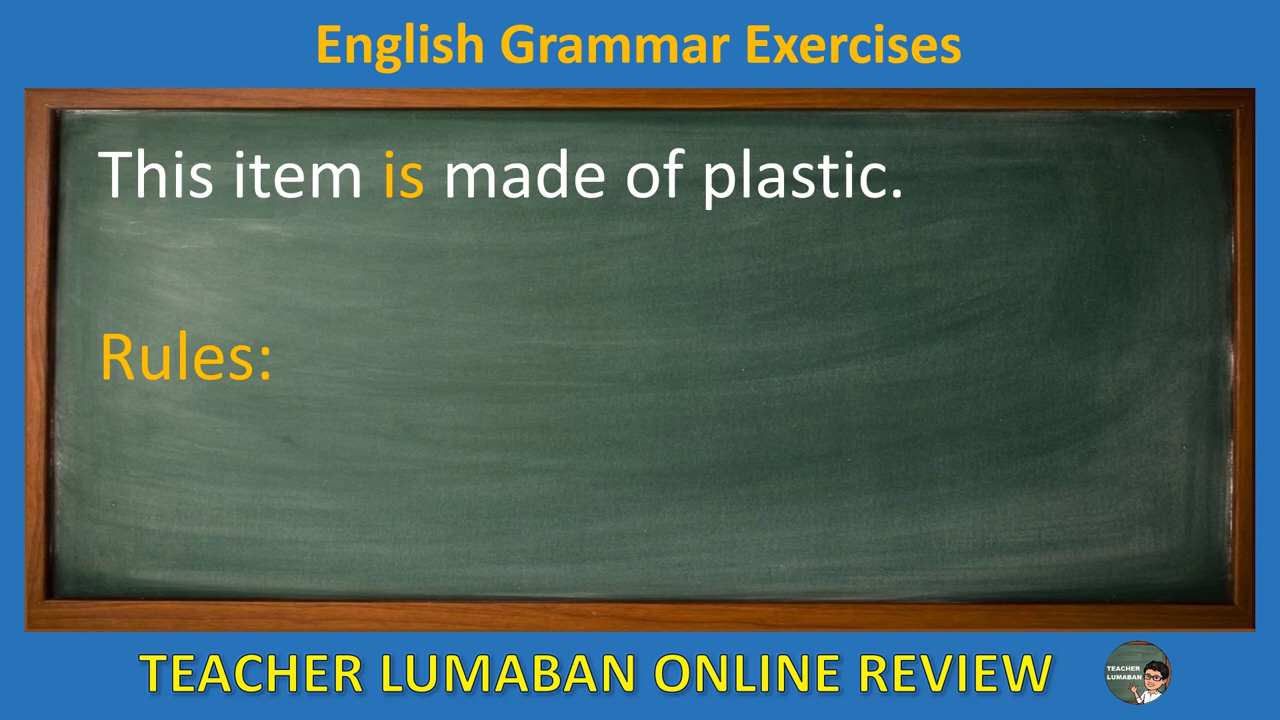 English Grammar Exercises
This item is made of plastic.
Rules:
TEACHER LUMABAN ONLINE REVIEW
TEACHER
LUMABAN